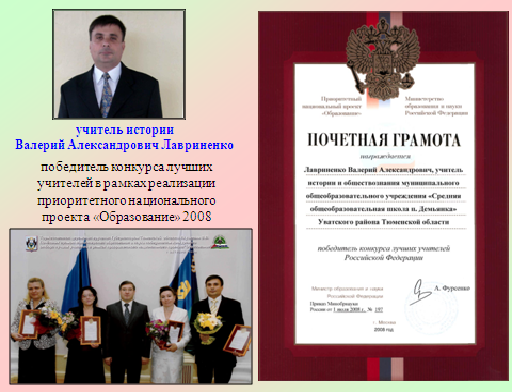 учитель истории
Валерий Александрович Лавриненко
победитель конкурса лучших
учителей в рамках реализации
приоритетного национального
проекта «Образование» 2008
Приоритетный
национальный проект
«Образование»
Министерство
образования и науки
Российской Федерации
ПОЧЕТНАЯ ГРАМОТА
награждается
Лавриненко Валерий Александрович, учитель
истории и обществознания муниципального
общеобразовательного учреждения «Средняя
общеобразовательная школа п. Демьянка»
Уватского района Тюменской области
победитель конкурса лучших учителей
Российской Федерации
Министр образования и науки
Российской Федерации
А. Фурсенко
Приказ Минобрнауки
России от 1 июля 2008 г. №
г. Москва
2008 год